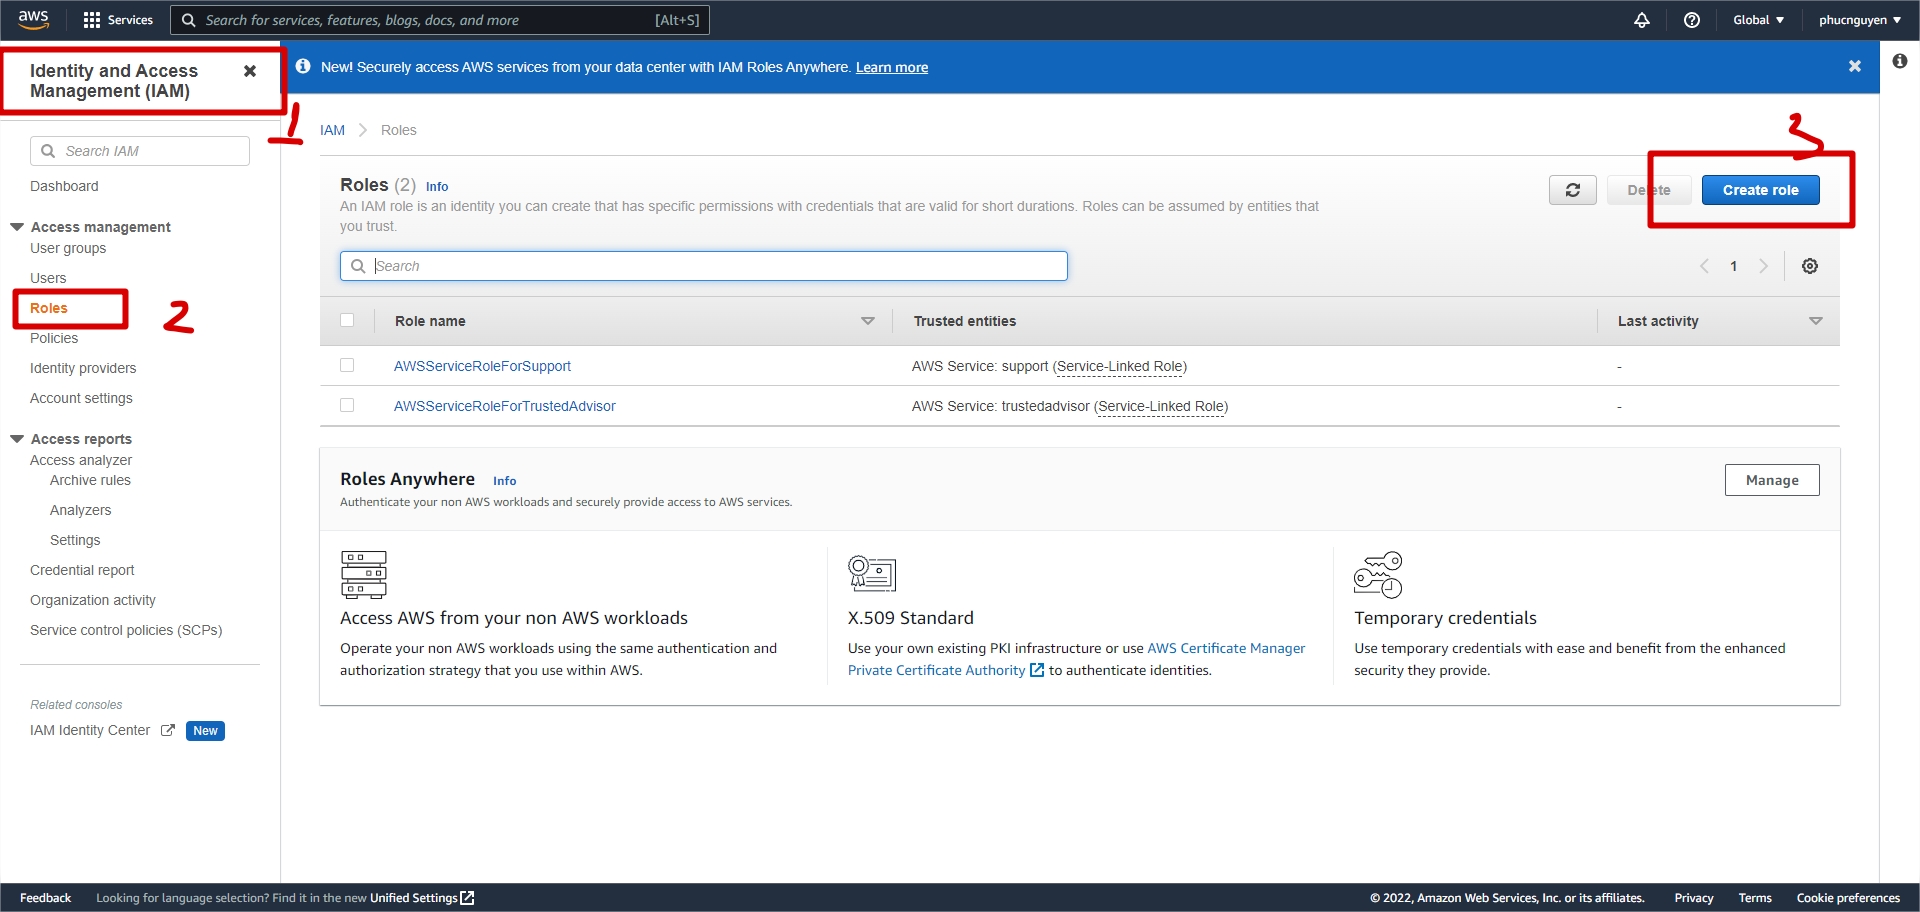 aws
Services
Search for services, features, blogs, docs, and more
[Alt+S]
Global
phucnguyen
Identity and Access
Management (IAM)
1
New! Securely access AWS services from your data center with IAM Roles Anywhere. Learn more
Search IAM
Dashboard
Access management
User groups
Users
Roles
2
Policies
Identity providers
Account settings
Access reports
Access analyzer
Archive rules
Analyzers
Settings
Credential report
Organization activity
Service control policies (SCPs)
Related consoles
IAM Identity Center
New
IAM
Roles
3
Roles (2) Info
An IAM role is an identity you can create that has specific permissions with credentials that are valid for short durations. Roles can be assumed by entities that
you trust.
Delete
Create role
Search
1
Role name
Trusted entities
Last activity
AWSServiceRoleForSupport
AWS Service: support (Service-Linked Role)
-
AWSServiceRoleForTrustedAdvisor
AWS Service: trustedadvisor (Service-Linked Role)
-
Roles Anywhere Info
Authenticate your non AWS workloads and securely provide access to AWS services.
Manage
Access AWS from your non AWS workloads
Operate your non AWS workloads using the same authentication and
authorization strategy that you use within AWS.
X.509 Standard
Use your own existing PKI infrastructure or use AWS Certificate Manager
Private Certificate Authority to authenticate identities.
Temporary credentials
Use temporary credentials with ease and benefit from the enhanced
security they provide.
Feedback
Looking for language selection? Find it in the new Unified Settings
© 2022, Amazon Web Services, Inc. or its affiliates.
Privacy
Terms
Cookie preferences